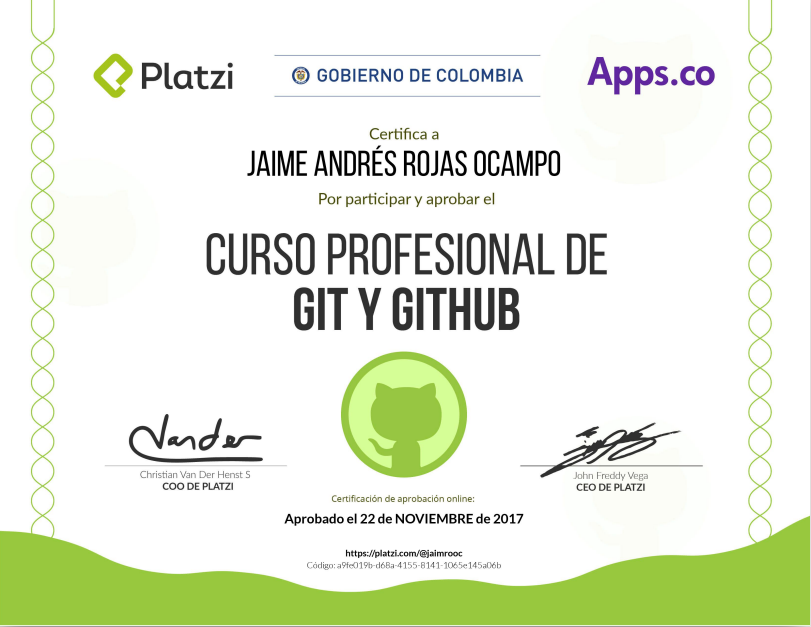 Platzi
GOBIERNO DE COLOMBIA
Apps.co
Certifica a
JAIME ANDRÉS ROJAS OCAMPO
Por participar y aprobar el
CURSO PROFESIONAL DE
GIT Y GITHUB
Vander
Christian Van Der Henst S
COO DE PLATZI
John Freddy Vega
CEO DE PLATZI
Certificación de aprobación online:
Aprobado el 22 de NOVIEMBRE de 2017
https://platzi.com/@jaimrooc
Código: a9fe019b-d68a-4155-8141-1065e145a06b